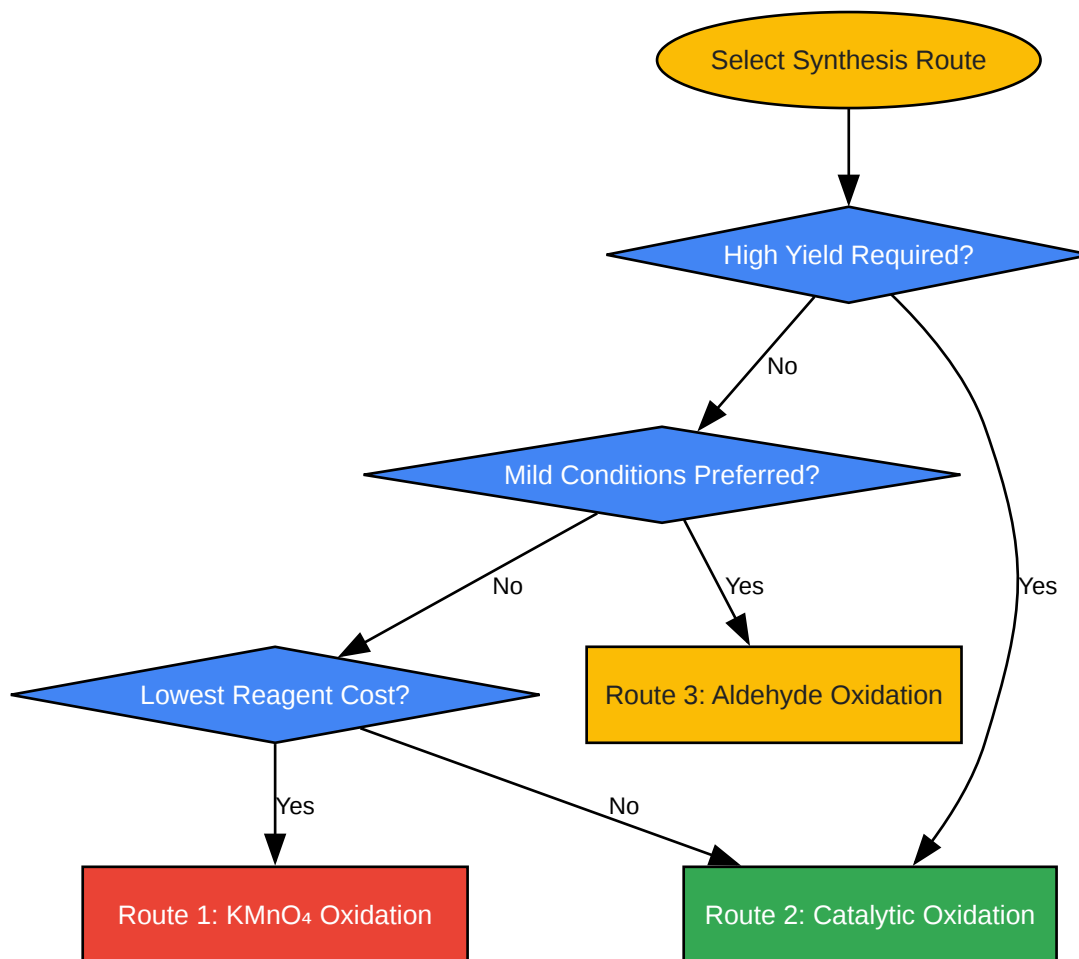 Select Synthesis Route
High Yield Required?
No
Mild Conditions Preferred?
No
Yes
Yes
Lowest Reagent Cost?
Route 3: Aldehyde Oxidation
Yes
No
Route 1: KMnO₄ Oxidation
Route 2: Catalytic Oxidation